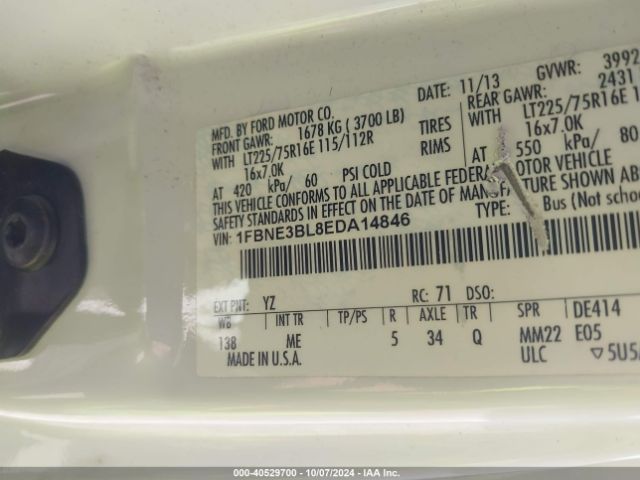 MFD. BY FORD MOTOR CO. DATE: 11/13 GVWR: 3992
FRONT GAWR: 1678 KG ( 3700 LB) REAR GAWR: 2431
WITH LT225/75R16E 115/112R TIRES WITH LT225/75R16E
16x7.0K RIMS 16x7.0K
AT 420 kPa/ 60 PSI COLD AT 550 kPa/ 80
THIS VEHICLE CONFORMS TO ALL APPLICABLE FEDERAL MOTOR VEHICLE
SAFETY STANDARDS IN EFFECT ON THE DATE OF MANUFACTURE SHOWN ABO
VIN: 1FBNE3BL8EDA14846 TYPE: Bus (Not schoo
EXT PNT: YZ RC: 71 DSO:
WB INT TR TP/PS R AXLE TR SPR DE414
138 ME 5 34 Q MM22 E05
MADE IN U.S.A. ULC ▽5U5
000-40529700 - 10/07/2024 - IAA Inc.